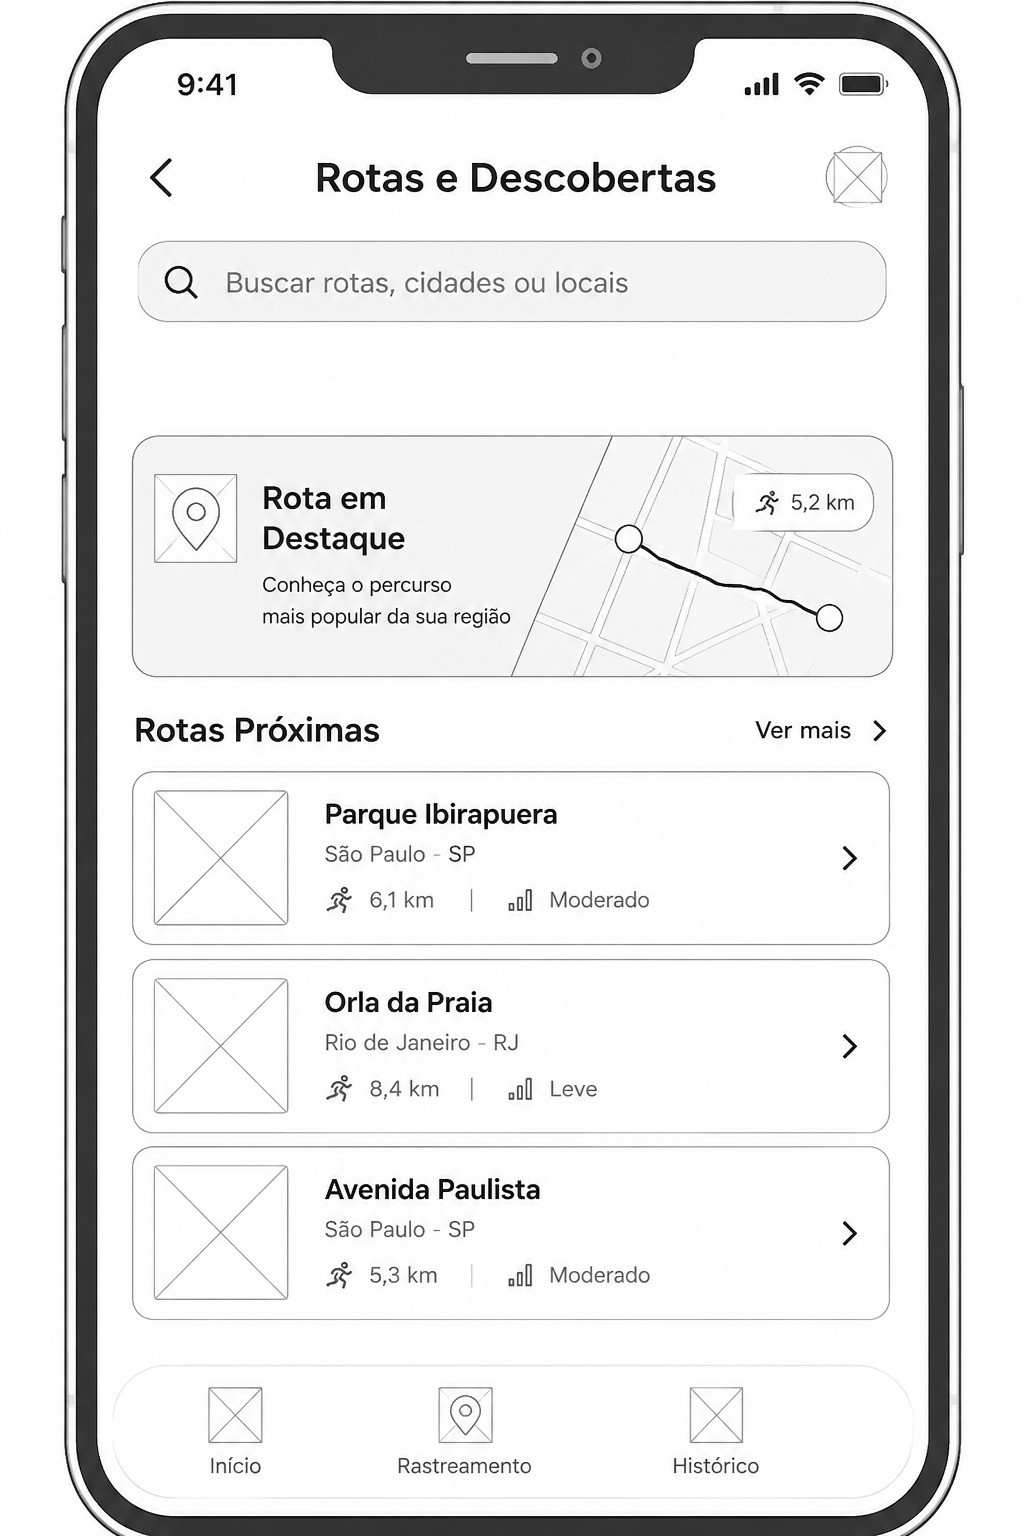 9:41
Rotas e Descobertas
Buscar rotas, cidades ou locais
Rota em
Destaque
Conheça o percurso
mais popular da sua região
5,2 km
Rotas Próximas
Ver mais
Parque Ibirapuera
São Paulo - SP
6,1 km | Moderado
Orla da Praia
Rio de Janeiro - RJ
8,4 km | Leve
Avenida Paulista
São Paulo - SP
5,3 km | Moderado
Início
Rastreamento
Histórico